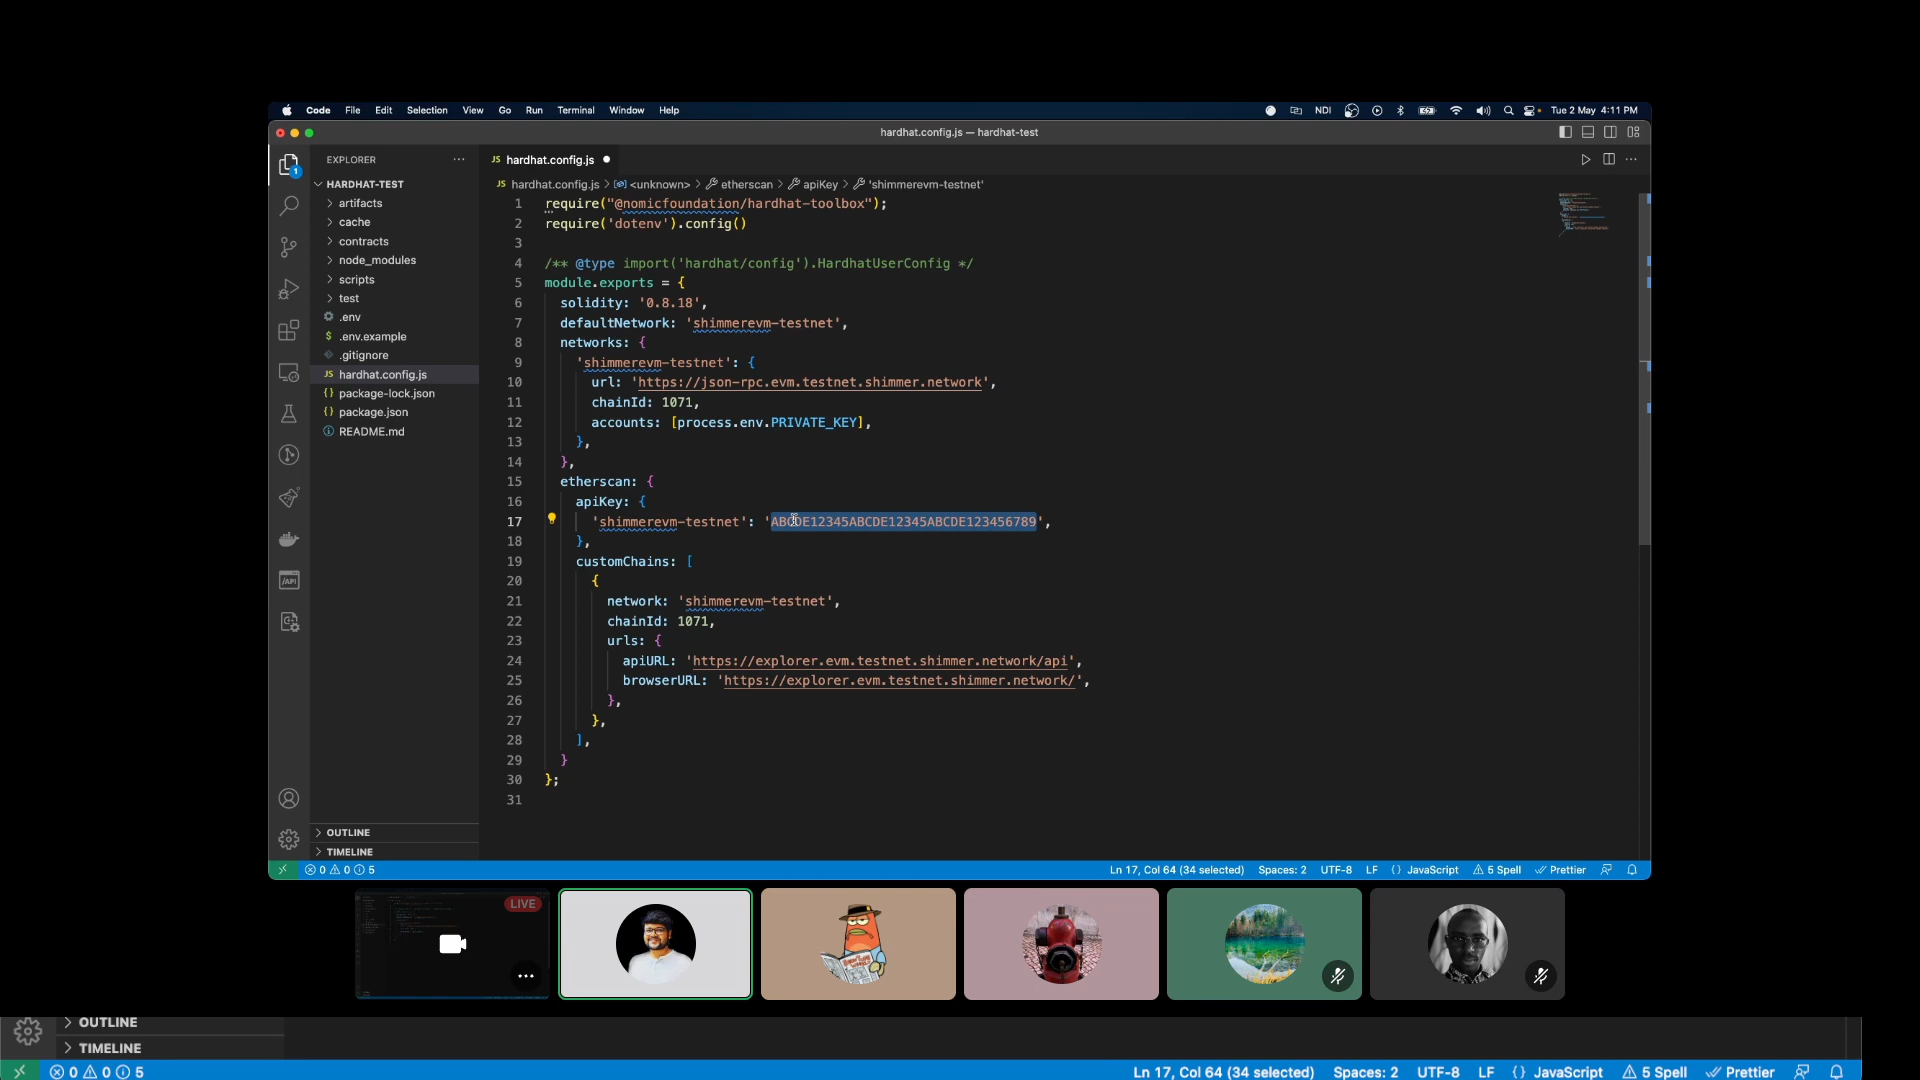 Code File Edit Selection View Go Run Terminal Window Help NDI Tue 2 May 4:11 PM
hardhat.config.js — hardhat-test
EXPLORER ···
JS hardhat.config.js ●
HARDHAT-TEST
JS hardhat.config.js > <unknown> > etherscan > apiKey > 'shimmerevm-testnet'
artifacts
cache
contracts
node_modules
scripts
test
.env
$ .env.example
.gitignore
JS hardhat.config.js
{} package-lock.json
{} package.json
README.md
1 require("@nomicfoundation/hardhat-toolbox");
2 require('dotenv').config()
3
4 /** @type import('hardhat/config').HardhatUserConfig */
5 module.exports = {
6 solidity: '0.8.18',
7 defaultNetwork: 'shimmerevm-testnet',
8 networks: {
9 'shimmerevm-testnet': {
10 url: 'https://json-rpc.evm.testnet.shimmer.network',
11 chainId: 1071,
12 accounts: [process.env.PRIVATE_KEY],
13 },
14 },
15 etherscan: {
16 apiKey: {
17 'shimmerevm-testnet': 'ABCDE12345ABCDE12345ABCDE123456789',
18 },
19 customChains: [
20 {
21 network: 'shimmerevm-testnet',
22 chainId: 1071,
23 urls: {
24 apiURL: 'https://explorer.evm.testnet.shimmer.network/api',
25 browserURL: 'https://explorer.evm.testnet.shimmer.network/',
26 },
27 },
28 ],
29 }
30 };
31
OUTLINE
TIMELINE
0 0 5 Ln 17, Col 64 (34 selected) Spaces: 2 UTF-8 LF {} JavaScript 5 Spell Prettier
LIVE
OUTLINE
TIMELINE
0 0 5 Ln 17, Col 64 (34 selected) Spaces: 2 UTF-8 LF {} JavaScript 5 Spell Prettier